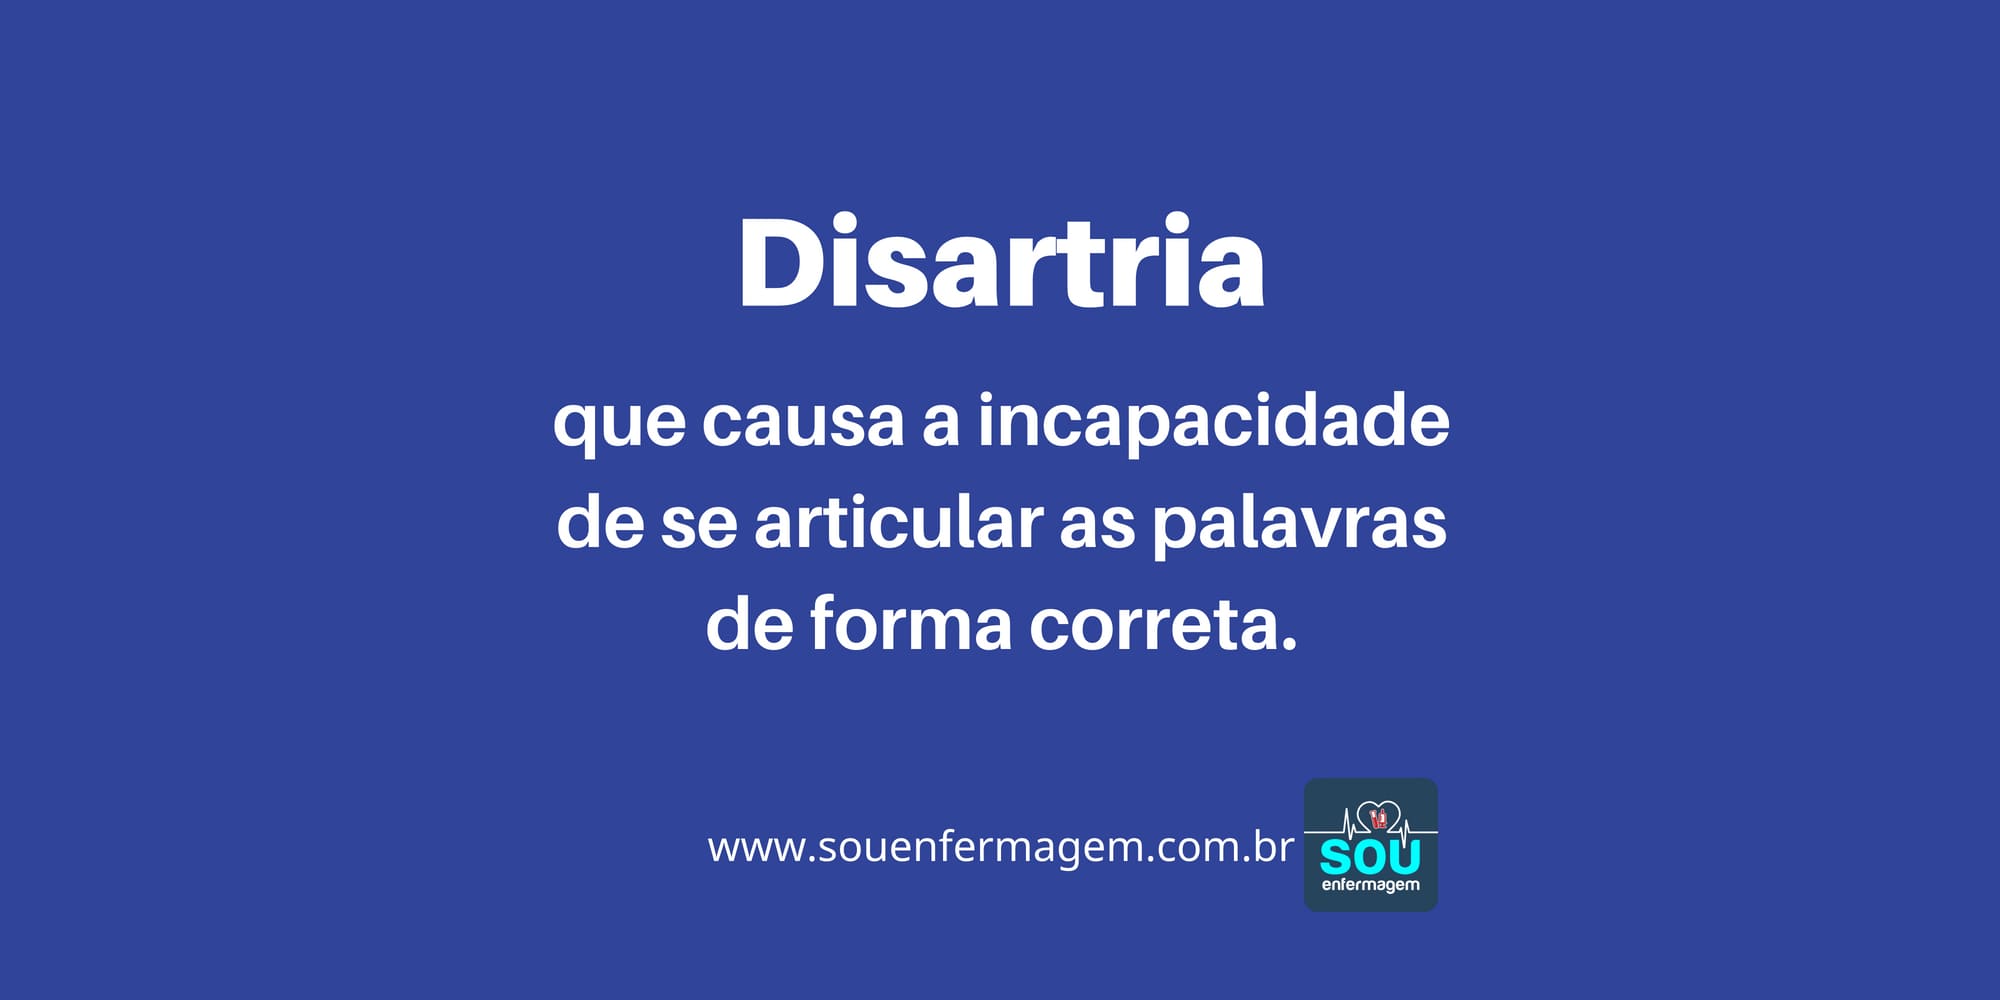 Disartria
que causa a incapacidade
de se articular as palavras
de forma correta.
www.souenfermagem.com.br
SOU
enfermagem